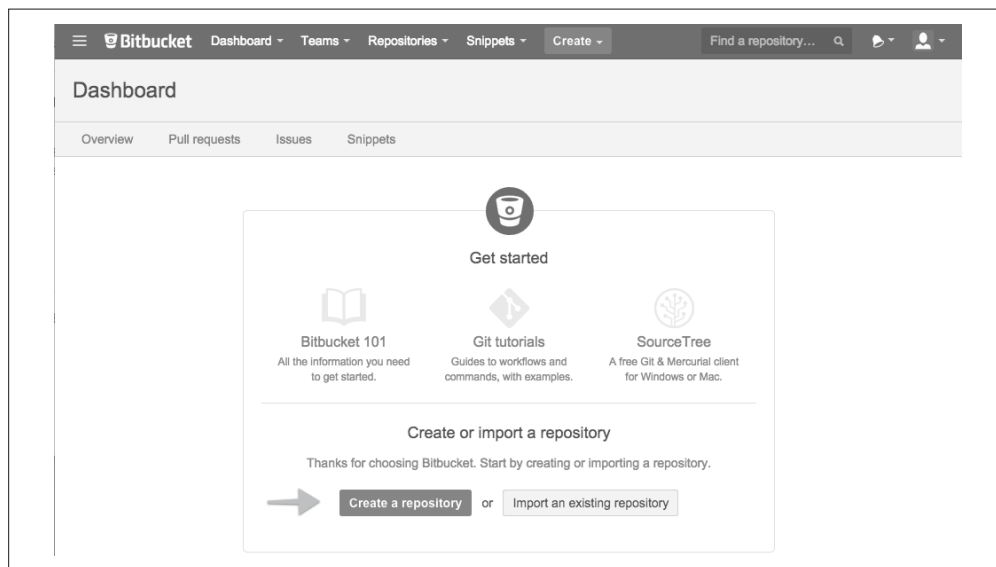 Bitbucket Dashboard Teams Repositories Snippets Create Find a repository...
Dashboard
Overview Pull requests Issues Snippets
Get started
Bitbucket 101 Git tutorials SourceTree
All the information you need Guides to workflows and A free Git & Mercurial client
to get started. commands, with examples. for Windows or Mac.
Create or import a repository
Thanks for choosing Bitbucket. Start by creating or importing a repository.
Create a repository or Import an existing repository